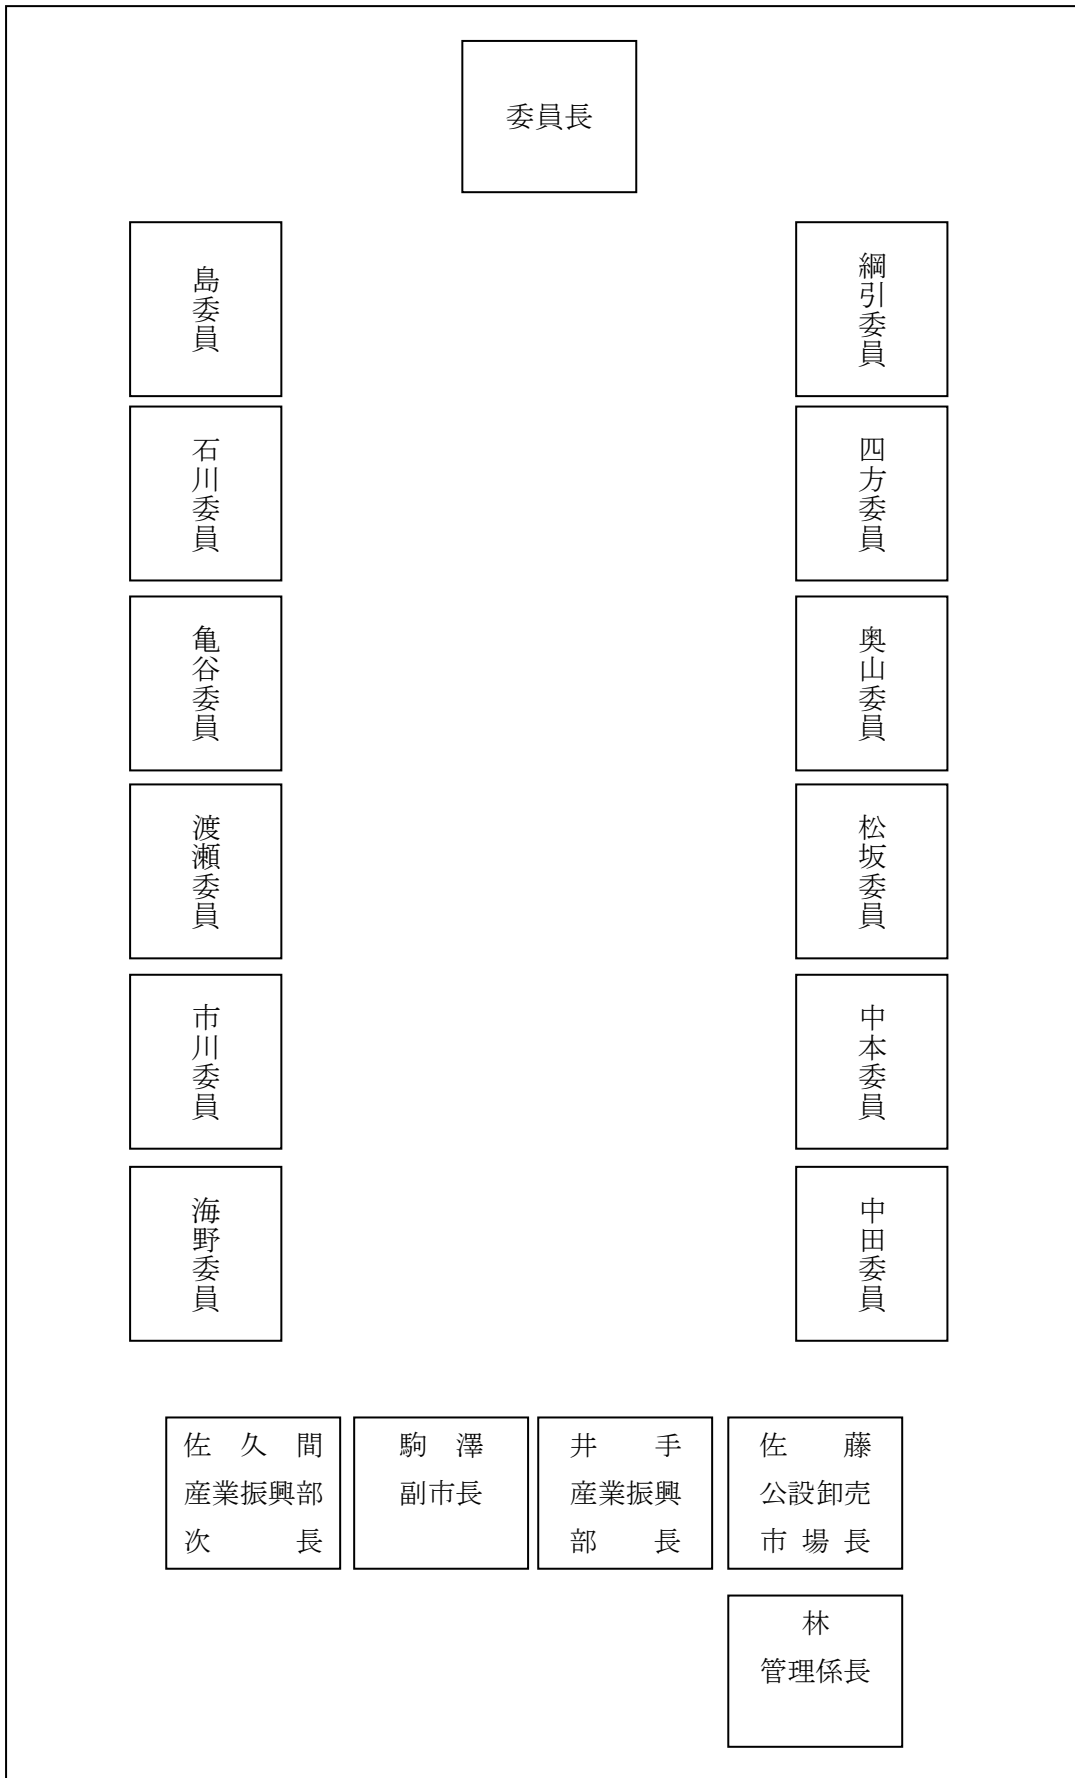 委員長
島委員
綱引委員
石川委員
四方委員
亀谷委員
奥山委員
渡瀬委員
松坂委員
市川委員
中本委員
海野委員
中田委員
佐久間
産業振興部
次長
駒澤
副市長
井手
産業振興
部長
佐藤
公設卸売
市場長
林
管理係長